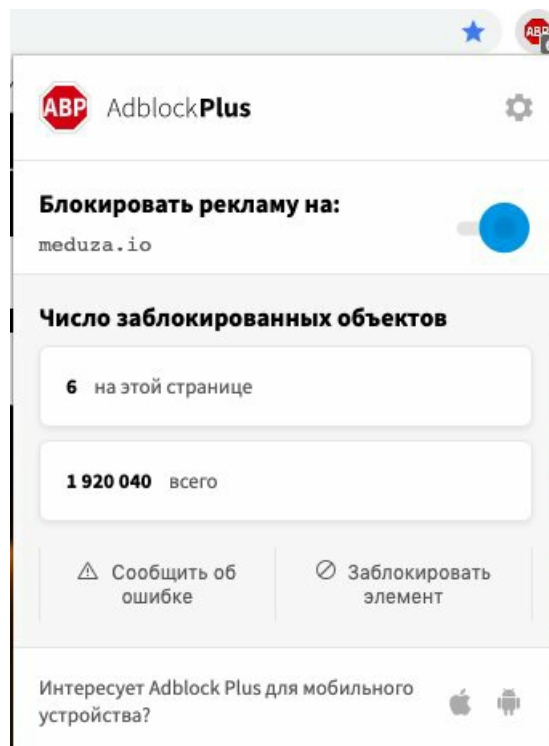 ABP
ABP AdblockPlus
Блокировать рекламу на:
meduza.io
Число заблокированных объектов
6 на этой странице
1 920 040 всего
Сообщить об
ошибке
Заблокировать
элемент
Интересует Adblock Plus для мобильного
устройства?